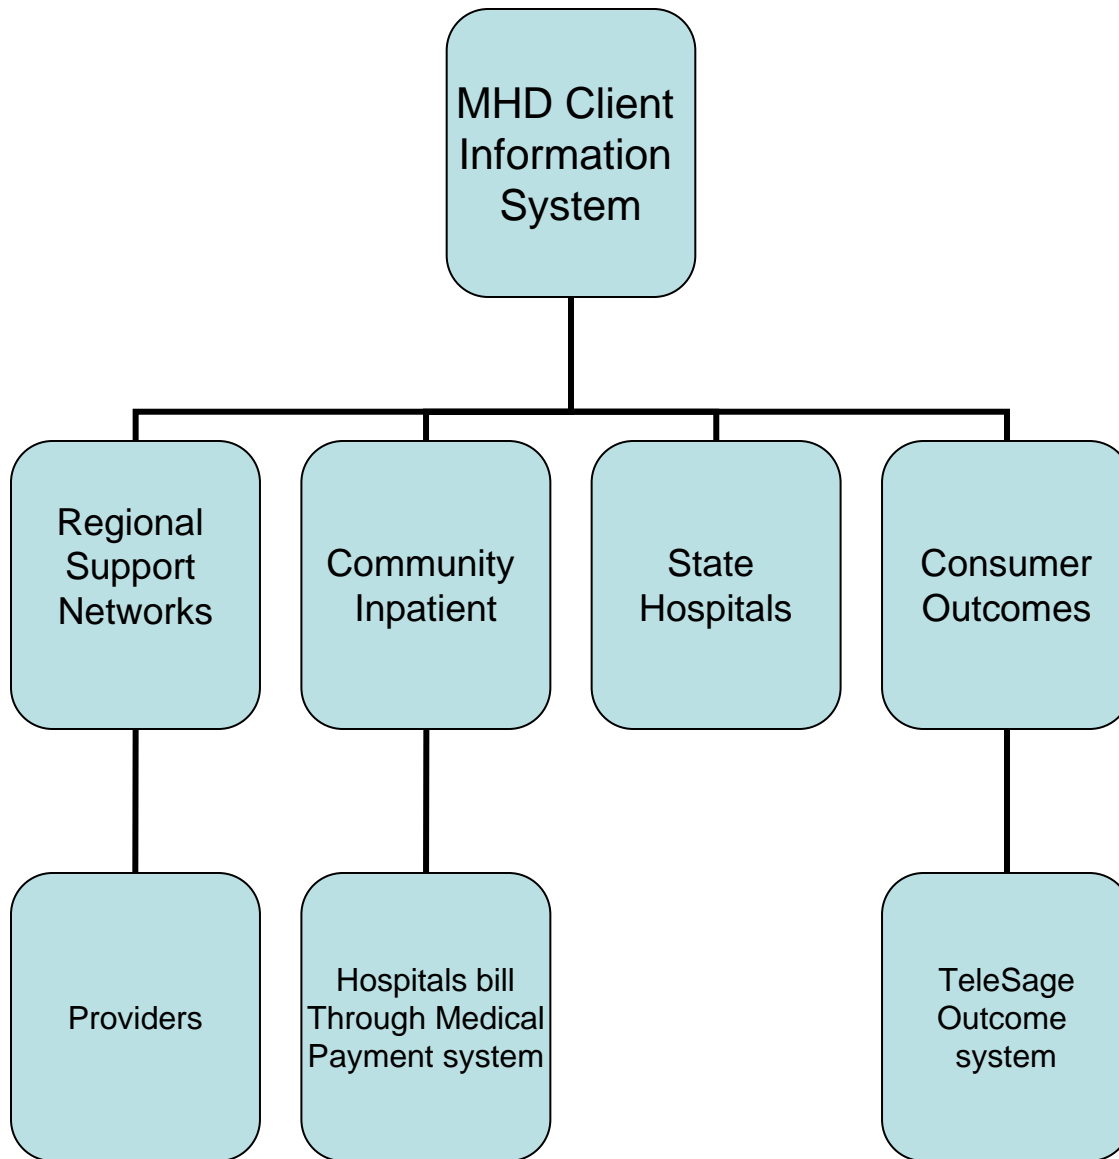 MHD Client
Information
System
Regional
Support
Networks
Community
Inpatient
State
Hospitals
Consumer
Outcomes
Providers
Hospitals bill
Through Medical
Payment system
TeleSage
Outcome
system